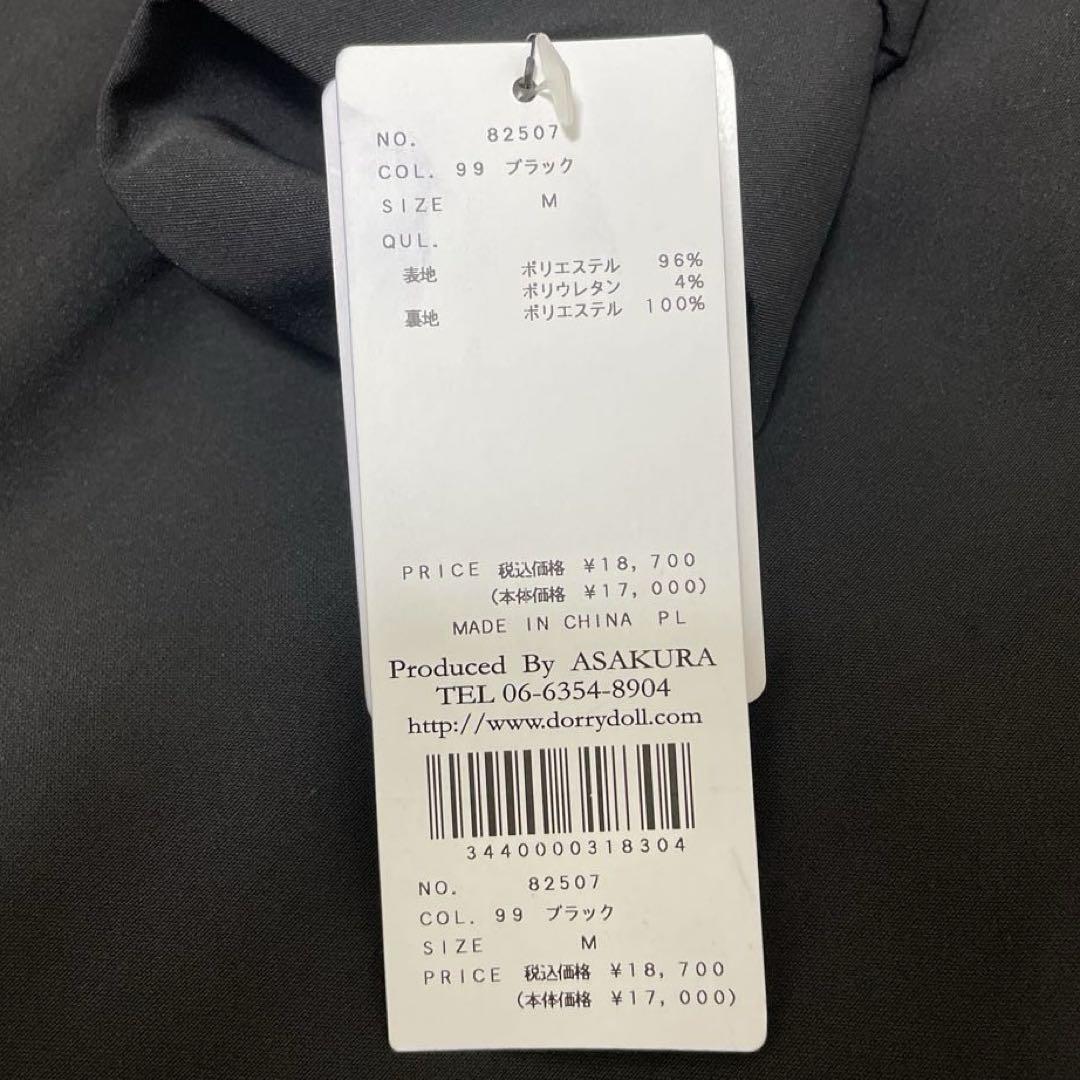 NO. 82507
COL. 99 ブラック
SIZE M
QUL.
表地 ポリエステル 96%
ポリウレタン 4%
裏地 ポリエステル 100%
PRICE 税込価格 ¥18,700
(本体価格 ¥17,000)
MADE IN CHINA PL
Produced By ASAKURA
TEL 06-6354-8904
http://www.dorrydoll.com
3440000318304
NO. 82507
COL. 99 ブラック
SIZE M
PRICE 税込価格 ¥18,700
(本体価格 ¥17,000)